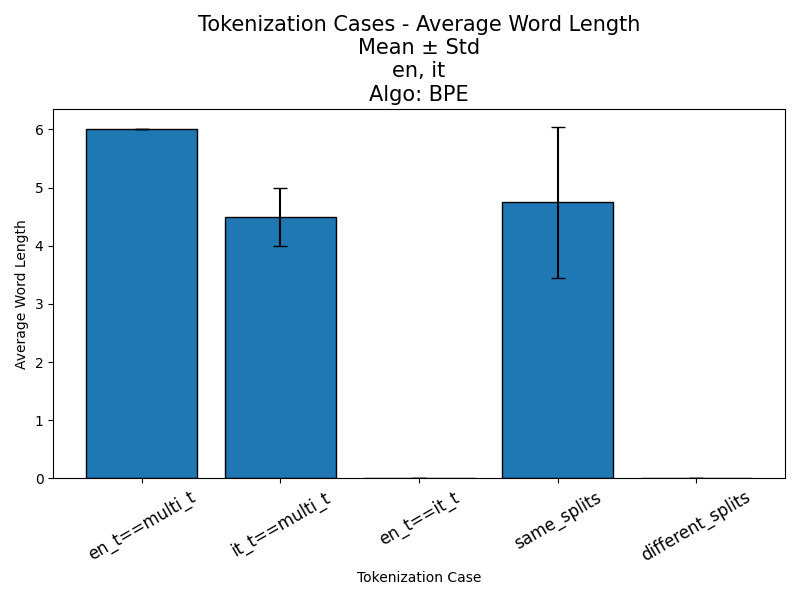 Tokenization Cases - Average Word Length
Mean ± Std
en, it
Algo: BPE
Average Word Length
6
5
4
3
2
1
0
en_t==multi_t
it_t==multi_t
en_t==it_t
same_splits
different_splits
Tokenization Case